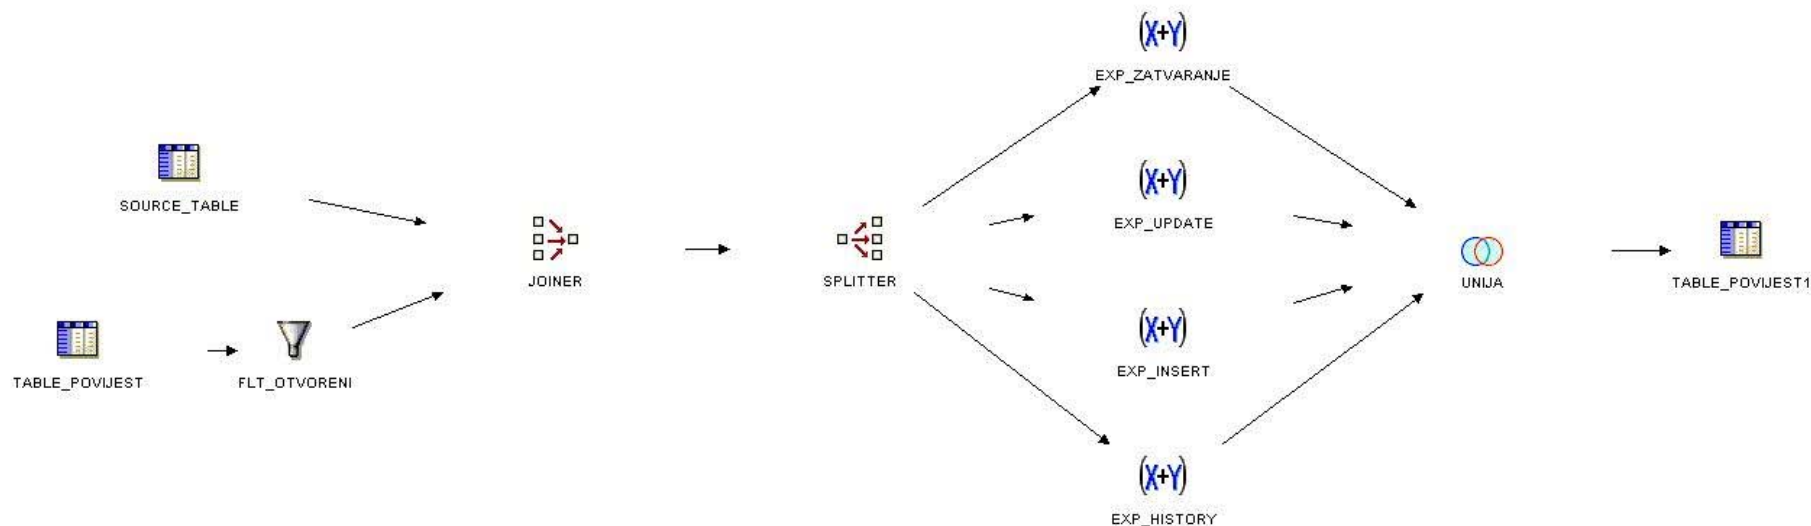 (X+Y)
EXP_ZATVARANJE
SOURCE_TABLE
(X+Y)
EXP_UPDATE
JOINER
SPLITTER
UNIJA
TABLE_POVIJEST1
(X+Y)
EXP_INSERT
TABLE_POVIJEST
FLT_OTVORENI
(X+Y)
EXP_HISTORY